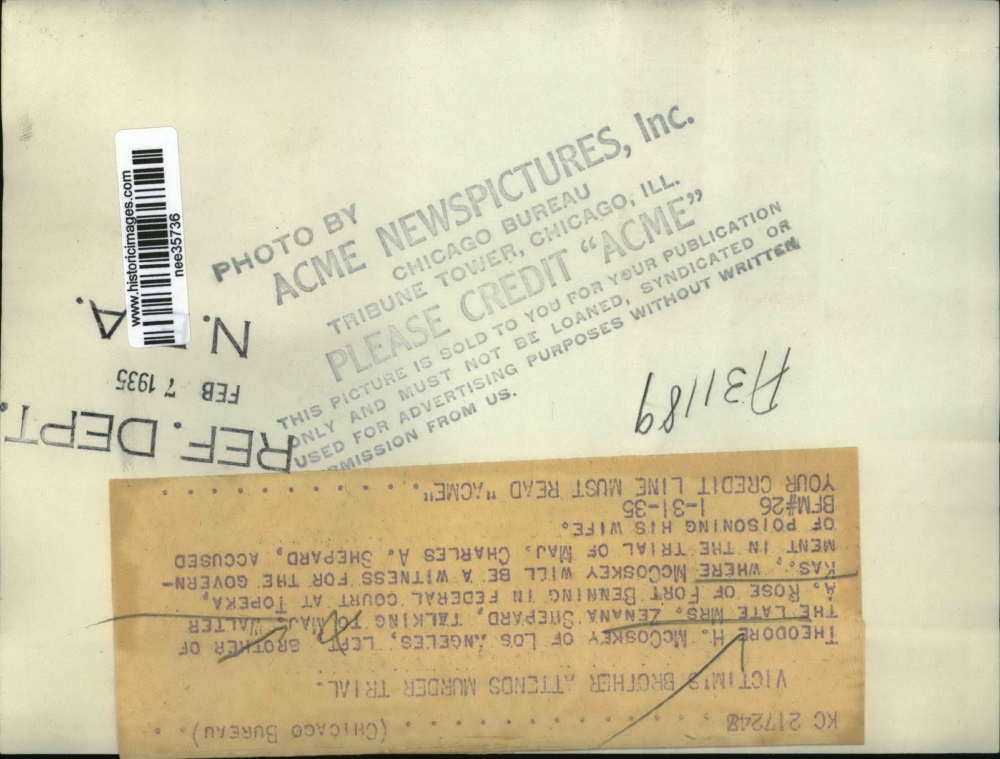 PHOTO BY
ACME NEWSPICTURES, Inc.
CHICAGO BUREAU
TRIBUNE TOWER, CHICAGO, ILL.
PLEASE CREDIT "ACME"
THIS PICTURE IS SOLD TO YOU FOR YOUR PUBLICATION
ONLY AND MUST NOT BE LOANED, SYNDICATED OR
USED FOR ADVERTISING PURPOSES WITHOUT WRITTEN
RMISSION FROM US.
www.historicimages.com
nee35736
REF. DEPT.
FEB 7 1935
N. A.
A31189
KC 217248 (CHICAGO BUREAU)
VICTIM'S BROTHER ATTENDS MURDER TRIAL.
THEODORE H. MCCOSKEY OF LOS ANGELES, LEFT, BROTHER OF
THE LATE MRS. ZENANA SHEPARD, TALKING TO MAJ. WALTER
A. ROSE OF FORT BENNING IN FEDERAL COURT AT TOPEKA,
KAS., WHERE MCCOSKEY WILL BE A WITNESS FOR THE GOVERN-
MENT IN THE TRIAL OF MAJ. CHARLES A. SHEPARD, ACCUSED
OF POISONING HIS WIFE.
BFM#26 1-31-35
YOUR CREDIT LINE MUST READ "ACME".